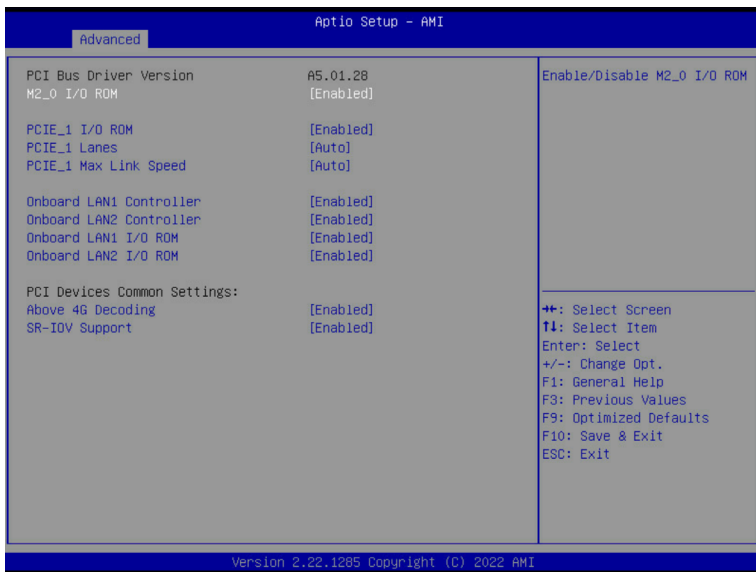 Aptio Setup – AMI
Advanced
PCI Bus Driver Version A5.01.28
M2_0 I/O ROM [Enabled]
PCIE_1 I/O ROM [Enabled]
PCIE_1 Lanes [Auto]
PCIE_1 Max Link Speed [Auto]
Onboard LAN1 Controller [Enabled]
Onboard LAN2 Controller [Enabled]
Onboard LAN1 I/O ROM [Enabled]
Onboard LAN2 I/O ROM [Enabled]
PCI Devices Common Settings:
Above 4G Decoding [Enabled]
SR-IOV Support [Enabled]
Enable/Disable M2_0 I/O ROM
→←: Select Screen
↑↓: Select Item
Enter: Select
+/-: Change Opt.
F1: General Help
F3: Previous Values
F9: Optimized Defaults
F10: Save & Exit
ESC: Exit
Version 2.22.1285 Copyright (C) 2022 AMI